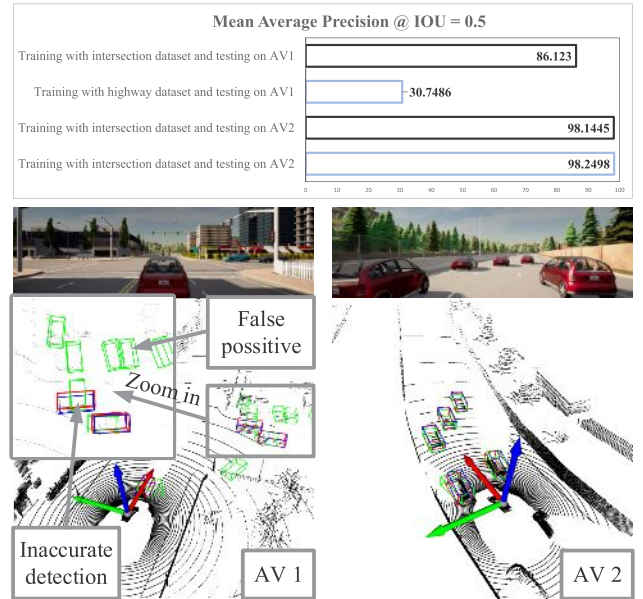 Mean Average Precision @ IOU = 0.5
Training with intersection dataset and testing on AV1
86.123
Training with highway dataset and testing on AV1
30.7486
Training with intersection dataset and testing on AV2
98.1445
Training with intersection dataset and testing on AV2
98.2498
0 10 20 30 40 50 60 70 80 90 100
False
possitive
Zoom in
Inaccurate
detection
AV 1
AV 2